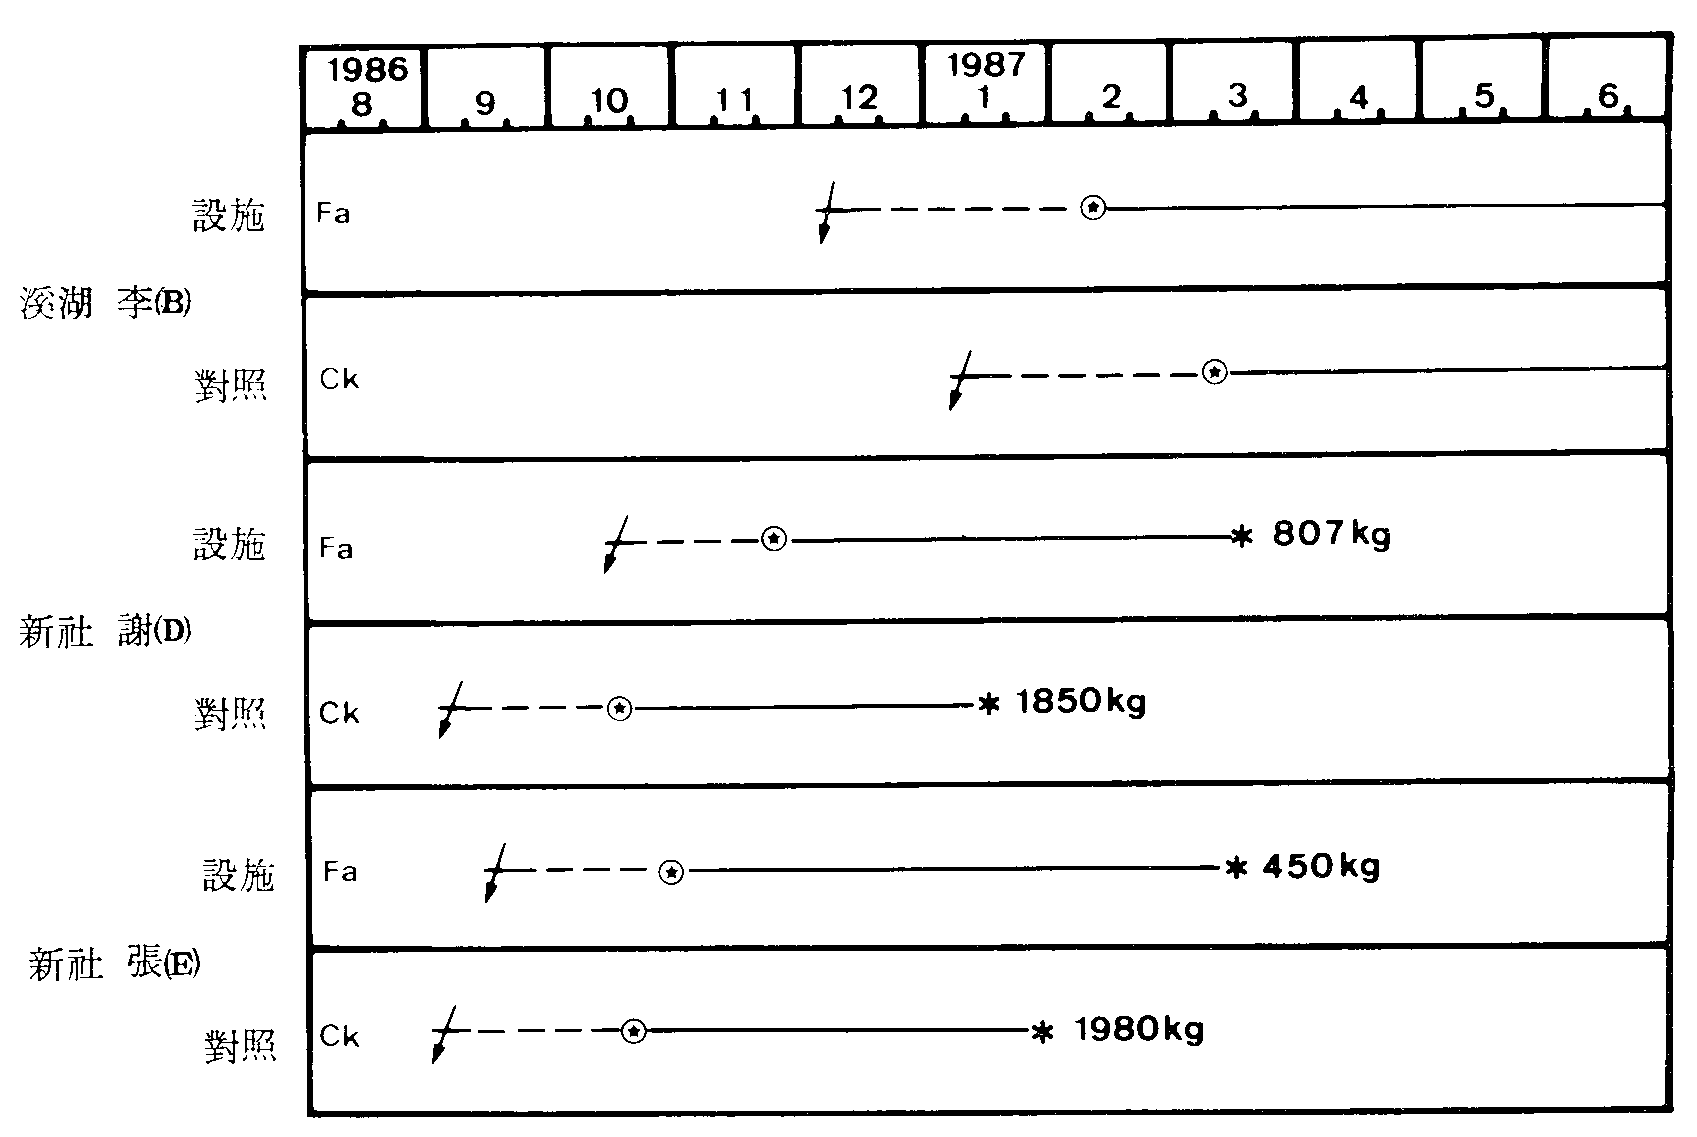 1986 1987
8 9 10 11 12 1 2 3 4 5 6
設施 Fa
溪湖 李(B)
對照 Ck
設施 Fa 807kg
新社 謝(D)
對照 Ck 1850kg
設施 Fa 450kg
新社 張(E)
對照 Ck 1980kg